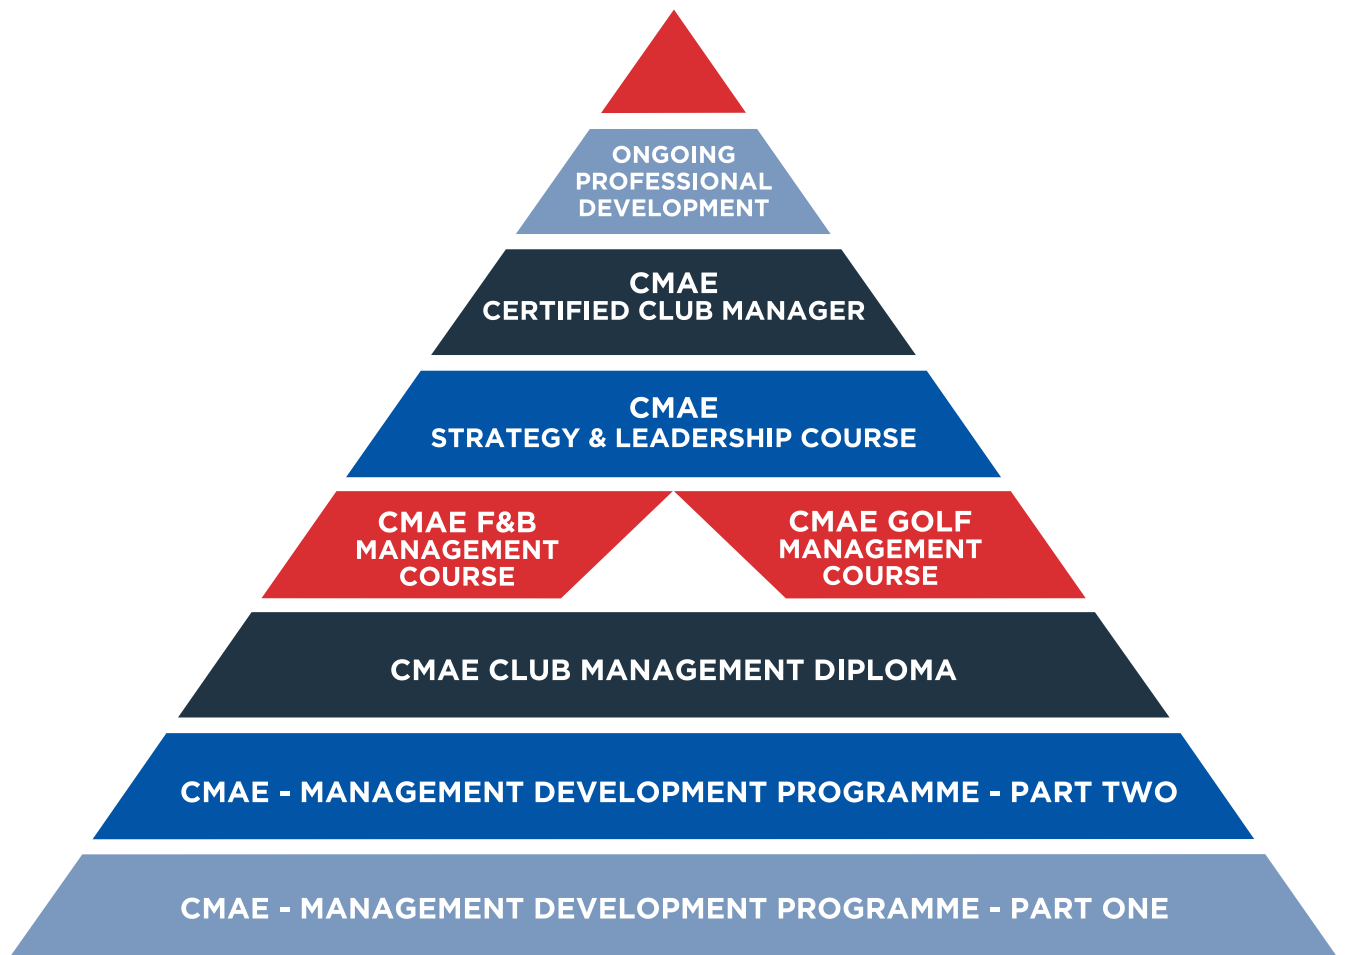 ONGOING
PROFESSIONAL
DEVELOPMENT
CMAE
CERTIFIED CLUB MANAGER
CMAE
STRATEGY & LEADERSHIP COURSE
CMAE F&B
MANAGEMENT
COURSE
CMAE GOLF
MANAGEMENT
COURSE
CMAE CLUB MANAGEMENT DIPLOMA
CMAE - MANAGEMENT DEVELOPMENT PROGRAMME - PART TWO
CMAE - MANAGEMENT DEVELOPMENT PROGRAMME - PART ONE